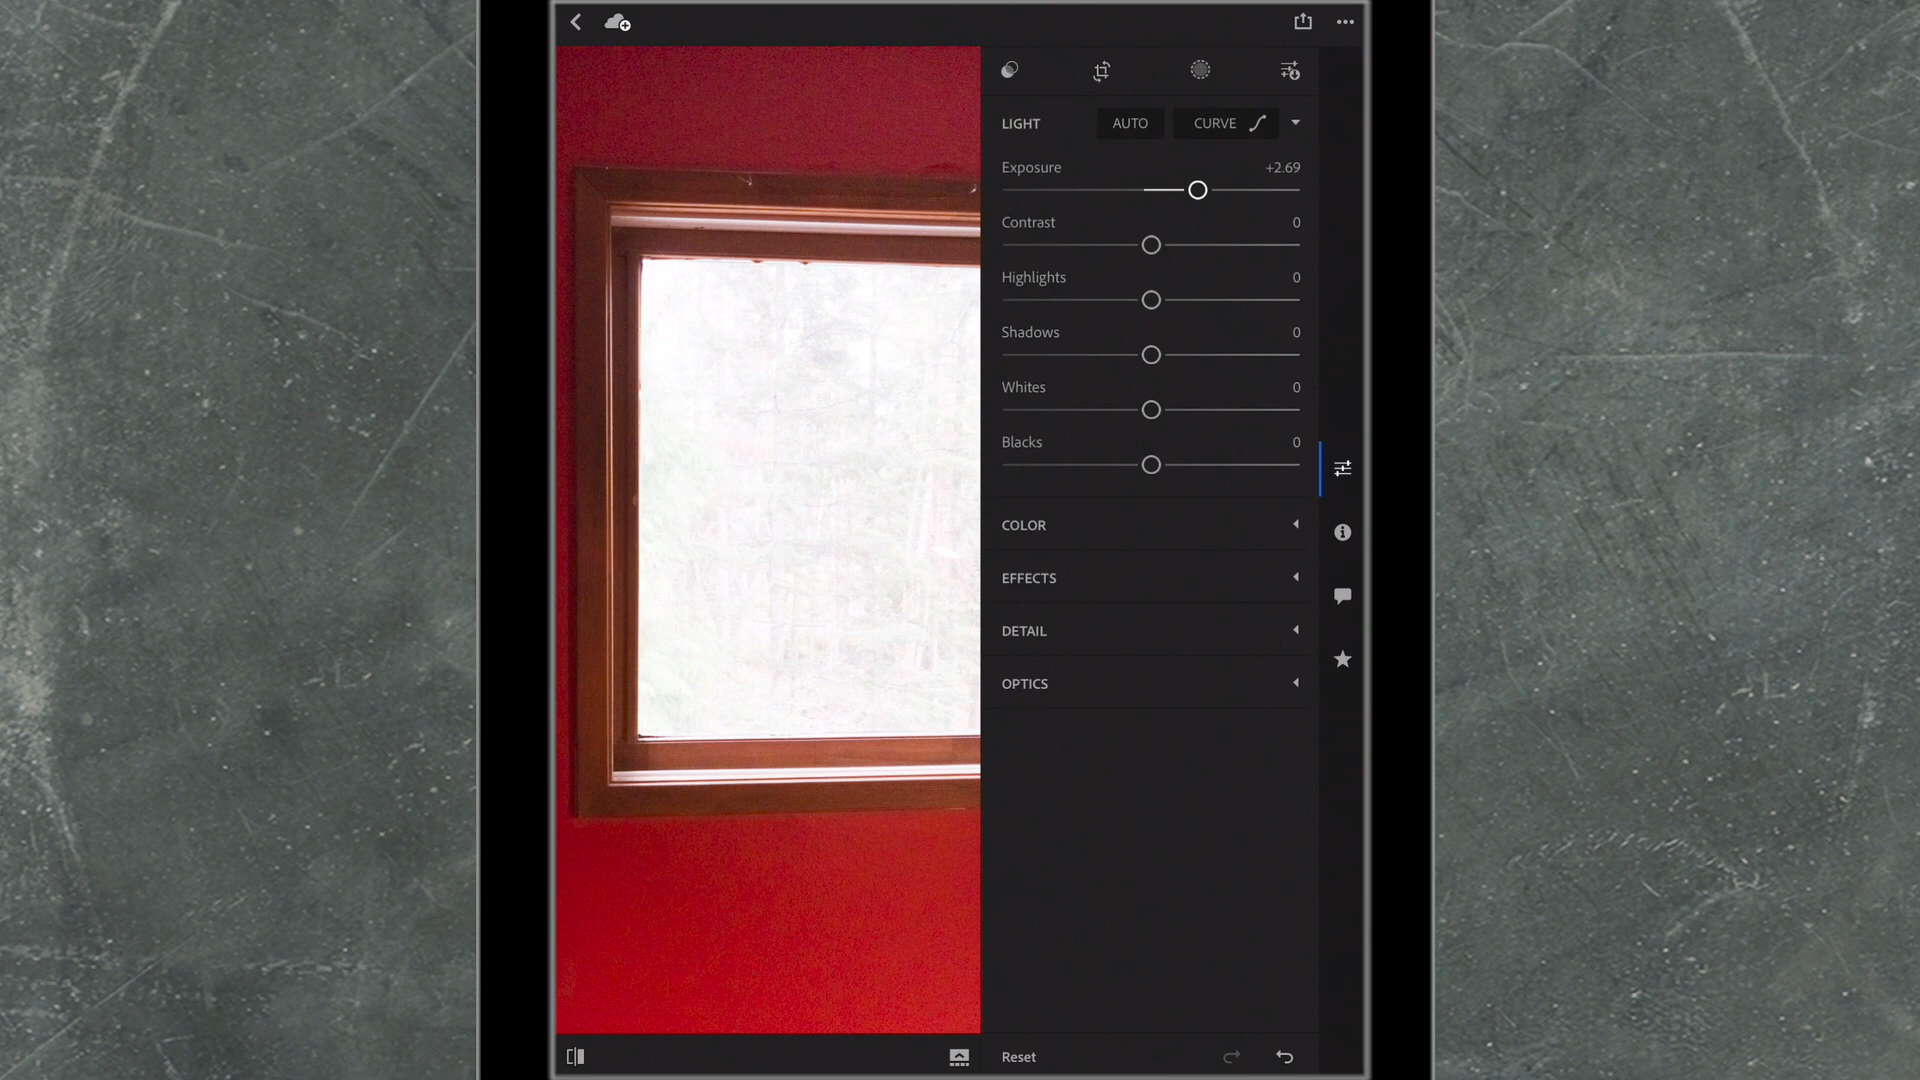 LIGHT AUTO CURVE
Exposure +2.69
Contrast 0
Highlights 0
Shadows 0
Whites 0
Blacks 0
COLOR
EFFECTS
DETAIL
OPTICS
Reset